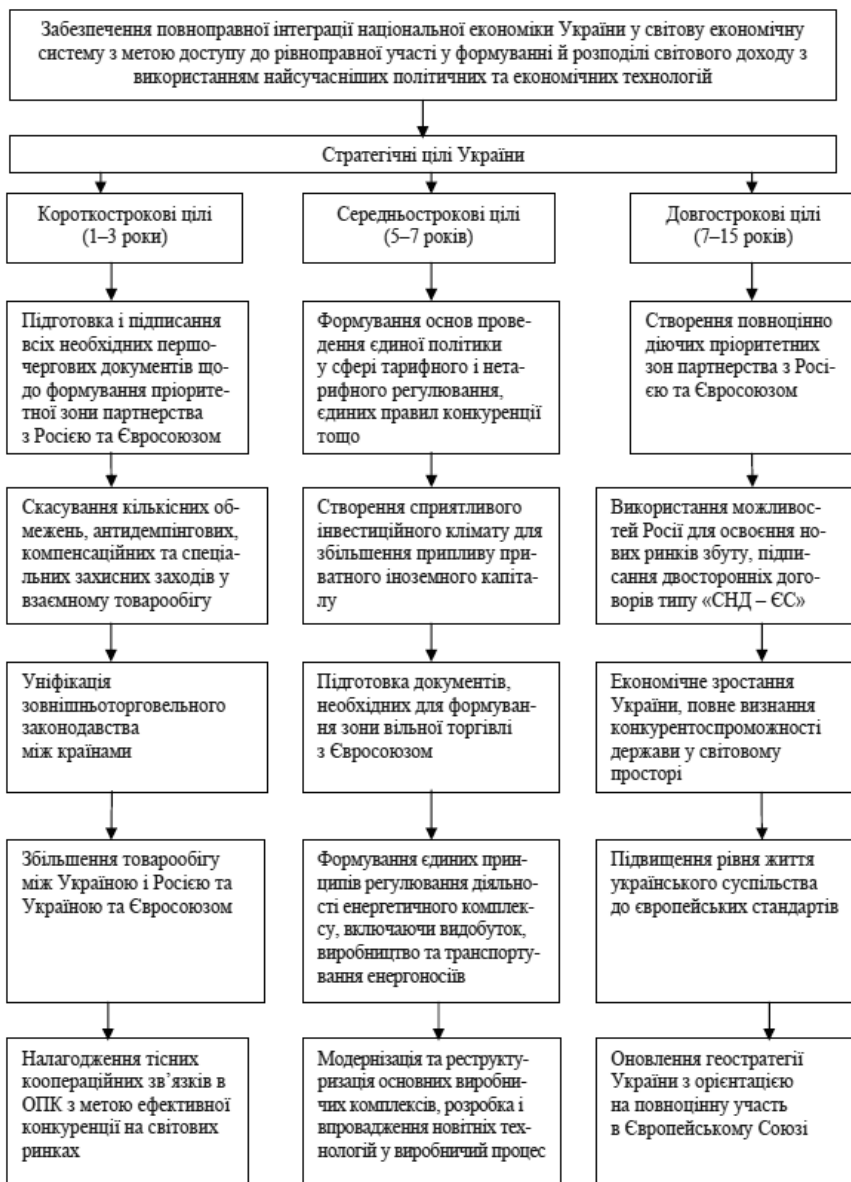 Забезпечення повноправної інтеграції національної економіки України у світову економічну
систему з метою доступу до рівноправної участі у формуванні й розподілі світового доходу з
використанням найсучасніших політичних та економічних технологій
Стратегічні цілі України
Короткострокові цілі
(1–3 роки)
Підготовка і підписання
всіх необхідних першо-
чергових документів що-
до формування пріорите-
тної зони партнерства
з Росією та Євросоюзом
Скасування кількісних об-
межень, антидемпінгових,
компенсаційних та спеціа-
льних захисних заходів у
взаємному товарообігу
Уніфікація
зовнішньоторговельного
законодавства
між країнами
Збільшення товарообігу
між Україною і Росією та
Україною та Євросоюзом
Налагодження тісних
коопераційних зв’язків в
ОПК з метою ефективної
конкуренції на світових
ринках
Середньострокові цілі
(5–7 років)
Формування основ прове-
дення єдиної політики
у сфері тарифного і нета-
рифного регулювання,
єдиних правил конкуренції
тощо
Створення сприятливого
інвестиційного клімату для
збільшення припливу при-
ватного іноземного капіта-
лу
Підготовка документів,
необхідних для формуван-
ня зони вільної торгівлі
з Євросоюзом
Формування єдиних прин-
ципів регулювання діяльно-
сті енергетичного комплек-
су, включаючи видобуток,
виробництво та транспорту-
вання енергоносіїв
Модернізація та реструкту-
ризація основних виробни-
чих комплексів, розробка і
впровадження новітніх тех-
нологій у виробничий процес
Довгострокові цілі
(7–15 років)
Створення повноцінно
діючих пріоритетних
зон партнерства з Росі-
єю та Євросоюзом
Використання можливос-
тей Росії для освоєння но-
вих ринків збуту, підпи-
сання двосторонніх дого-
ворів типу «СНД – ЄС»
Економічне зростання
України, повне визнання
конкурентоспроможності
держави у світовому
просторі
Підвищення рівня життя
українського суспільства
до європейських стандартів
Оновлення геостратегії
України з орієнтацією
на повноцінну участь
в Європейському Союзі